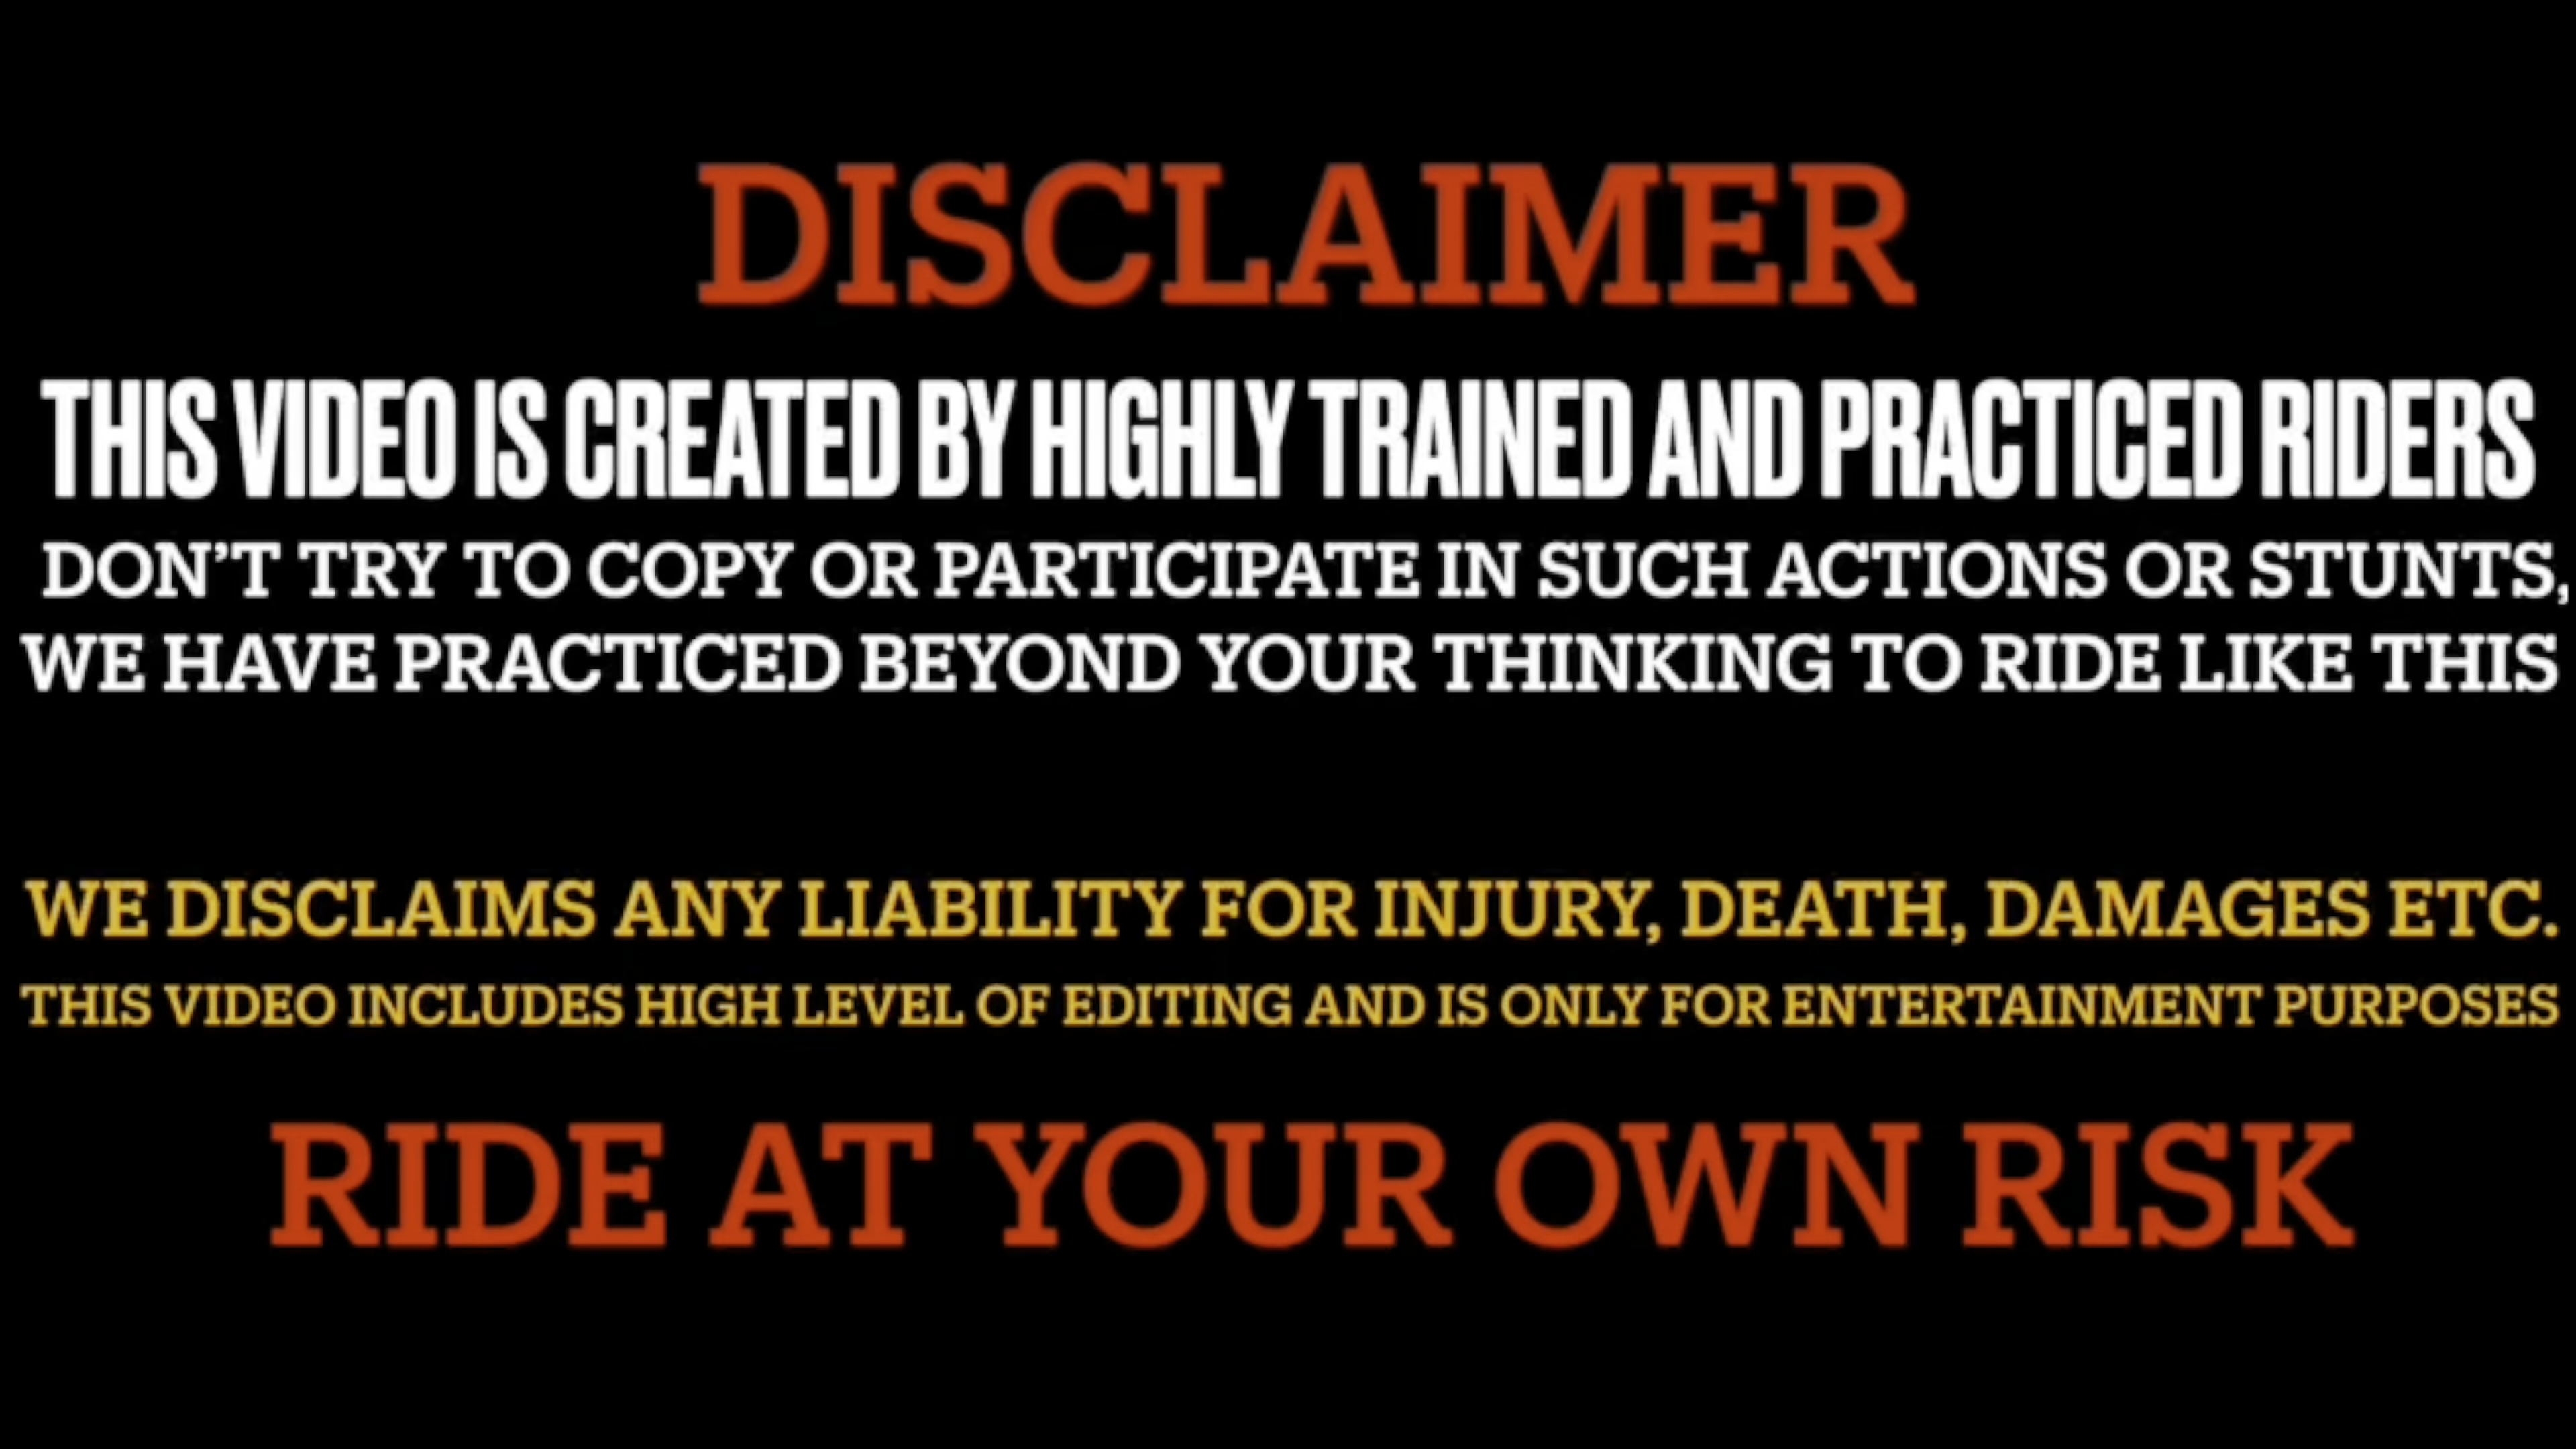 DISCLAIMER
THIS VIDEO IS CREATED BY HIGHLY TRAINED AND PRACTICED RIDERS
DON'T TRY TO COPY OR PARTICIPATE IN SUCH ACTIONS OR STUNTS,
WE HAVE PRACTICED BEYOND YOUR THINKING TO RIDE LIKE THIS
WE DISCLAIMS ANY LIABILITY FOR INJURY, DEATH, DAMAGES ETC.
THIS VIDEO INCLUDES HIGH LEVEL OF EDITING AND IS ONLY FOR ENTERTAINMENT PURPOSES
RIDE AT YOUR OWN RISK